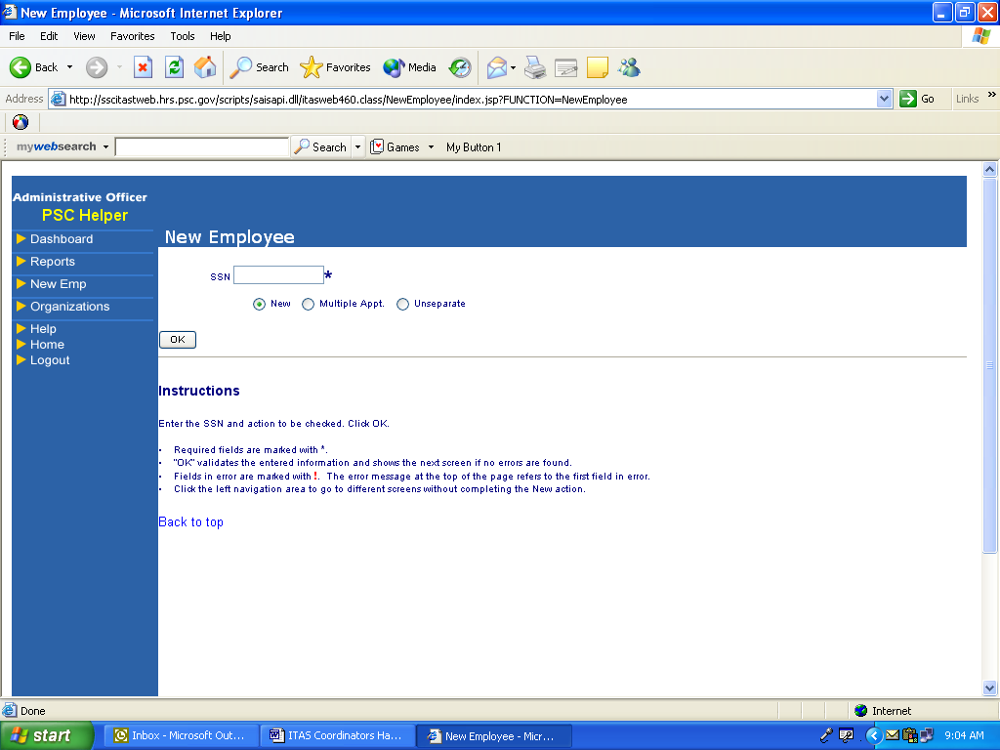 New Employee - Microsoft Internet Explorer
File Edit View Favorites Tools Help
Back Search Favorites Media
Address http://sscitastweb.hrs.psc.gov/scripts/saisapi.dll/itasweb460.class/NewEmployee/index.jsp?FUNCTION=NewEmployee Go Links »
mywebsearch Search Games My Button 1
Administrative Officer
PSC Helper
Dashboard
Reports
New Emp
Organizations
Help
Home
Logout
New Employee
SSN *
New Multiple Appt. Unseparate
OK
Instructions
Enter the SSN and action to be checked. Click OK.
• Required fields are marked with *.
• "OK" validates the entered information and shows the next screen if no errors are found.
• Fields in error are marked with !. The error message at the top of the page refers to the first field in error.
• Click the left navigation area to go to different screens without completing the New action.
Back to top
Done Internet
start Inbox - Microsoft Out... ITAS Coordinators Ha... New Employee - Micr... 9:04 AM